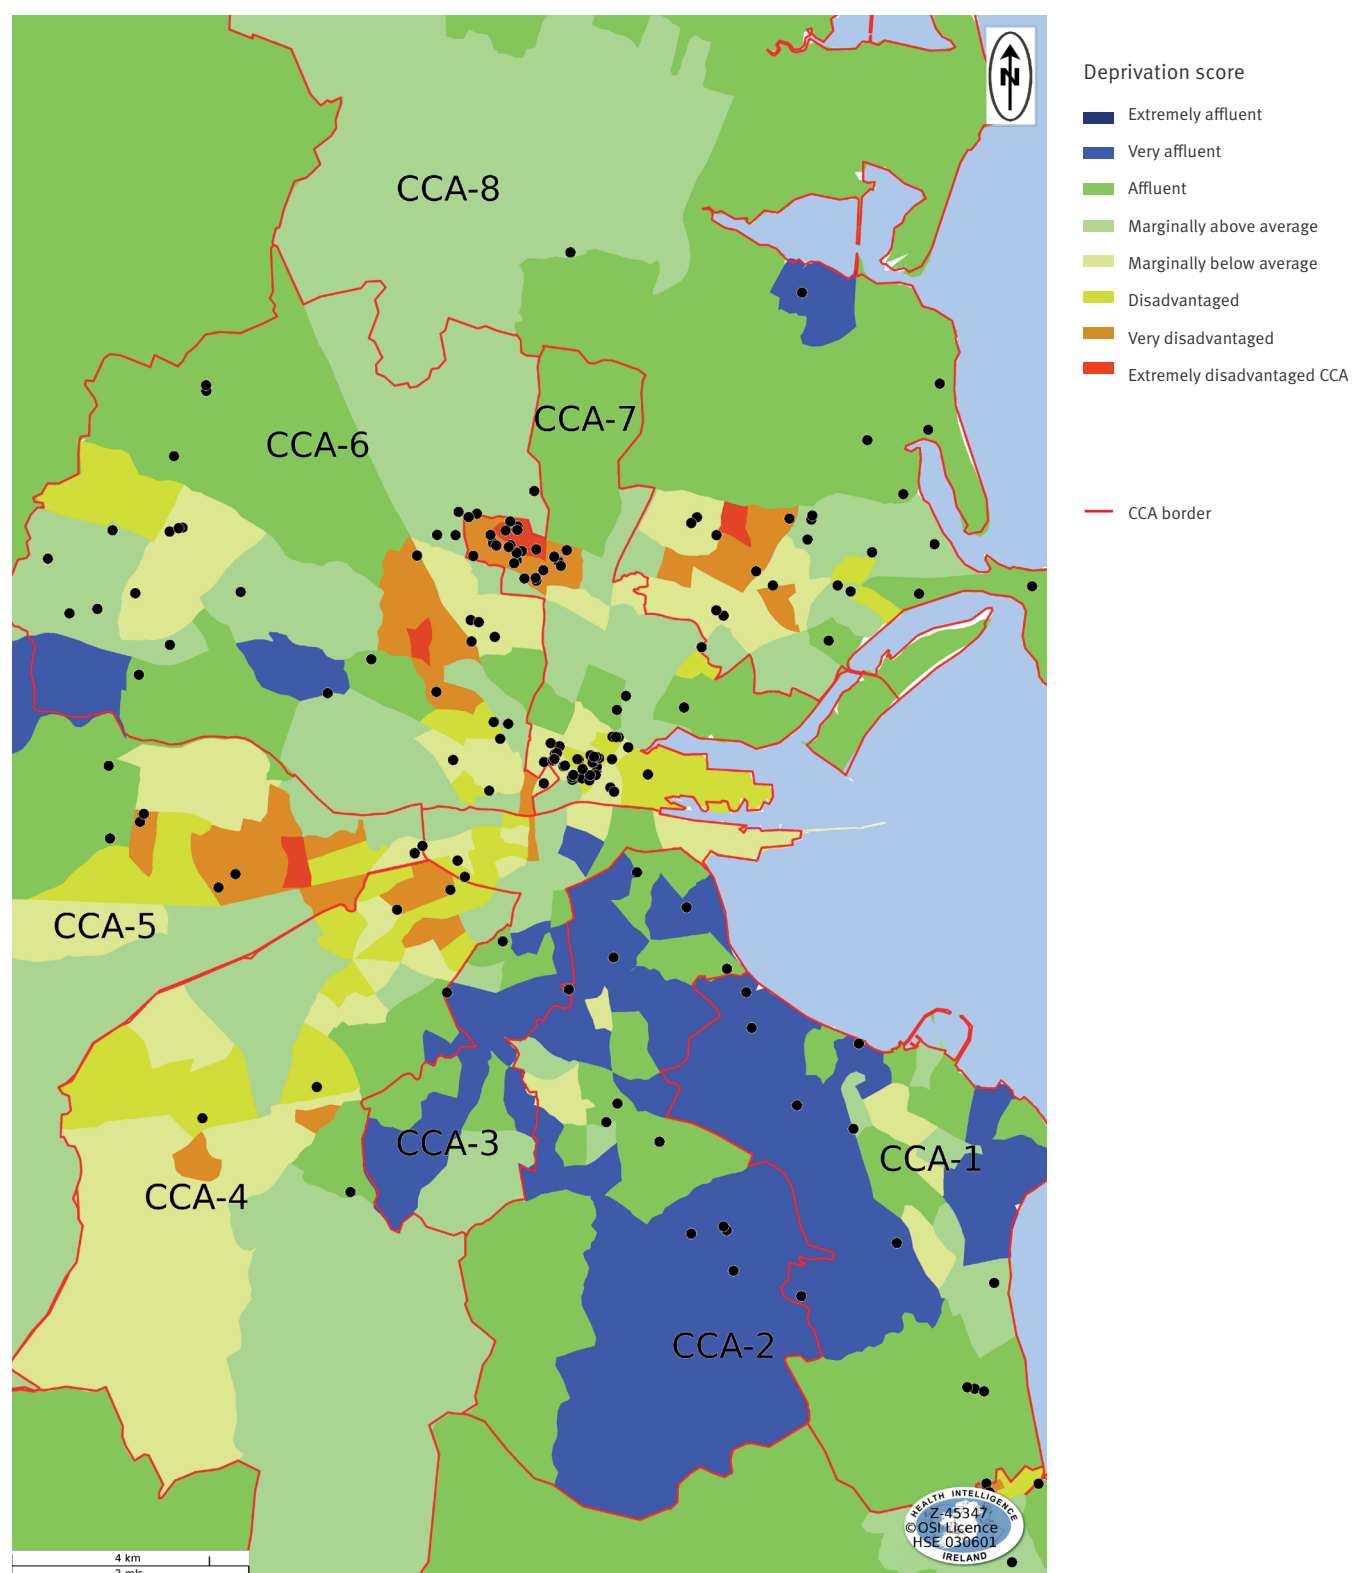 N
Deprivation score
Extremely affluent
Very affluent
Affluent
Marginally above average
Marginally below average
Disadvantaged
Very disadvantaged
Extremely disadvantaged CCA
CCA border
CCA-8
CCA-7
CCA-6
CCA-5
CCA-3
CCA-1
CCA-4
CCA-2
HEALTH INTELLIGENCE
Z-45347
©OSI Licence
HSE 030601
IRELAND
4 km
2 mls